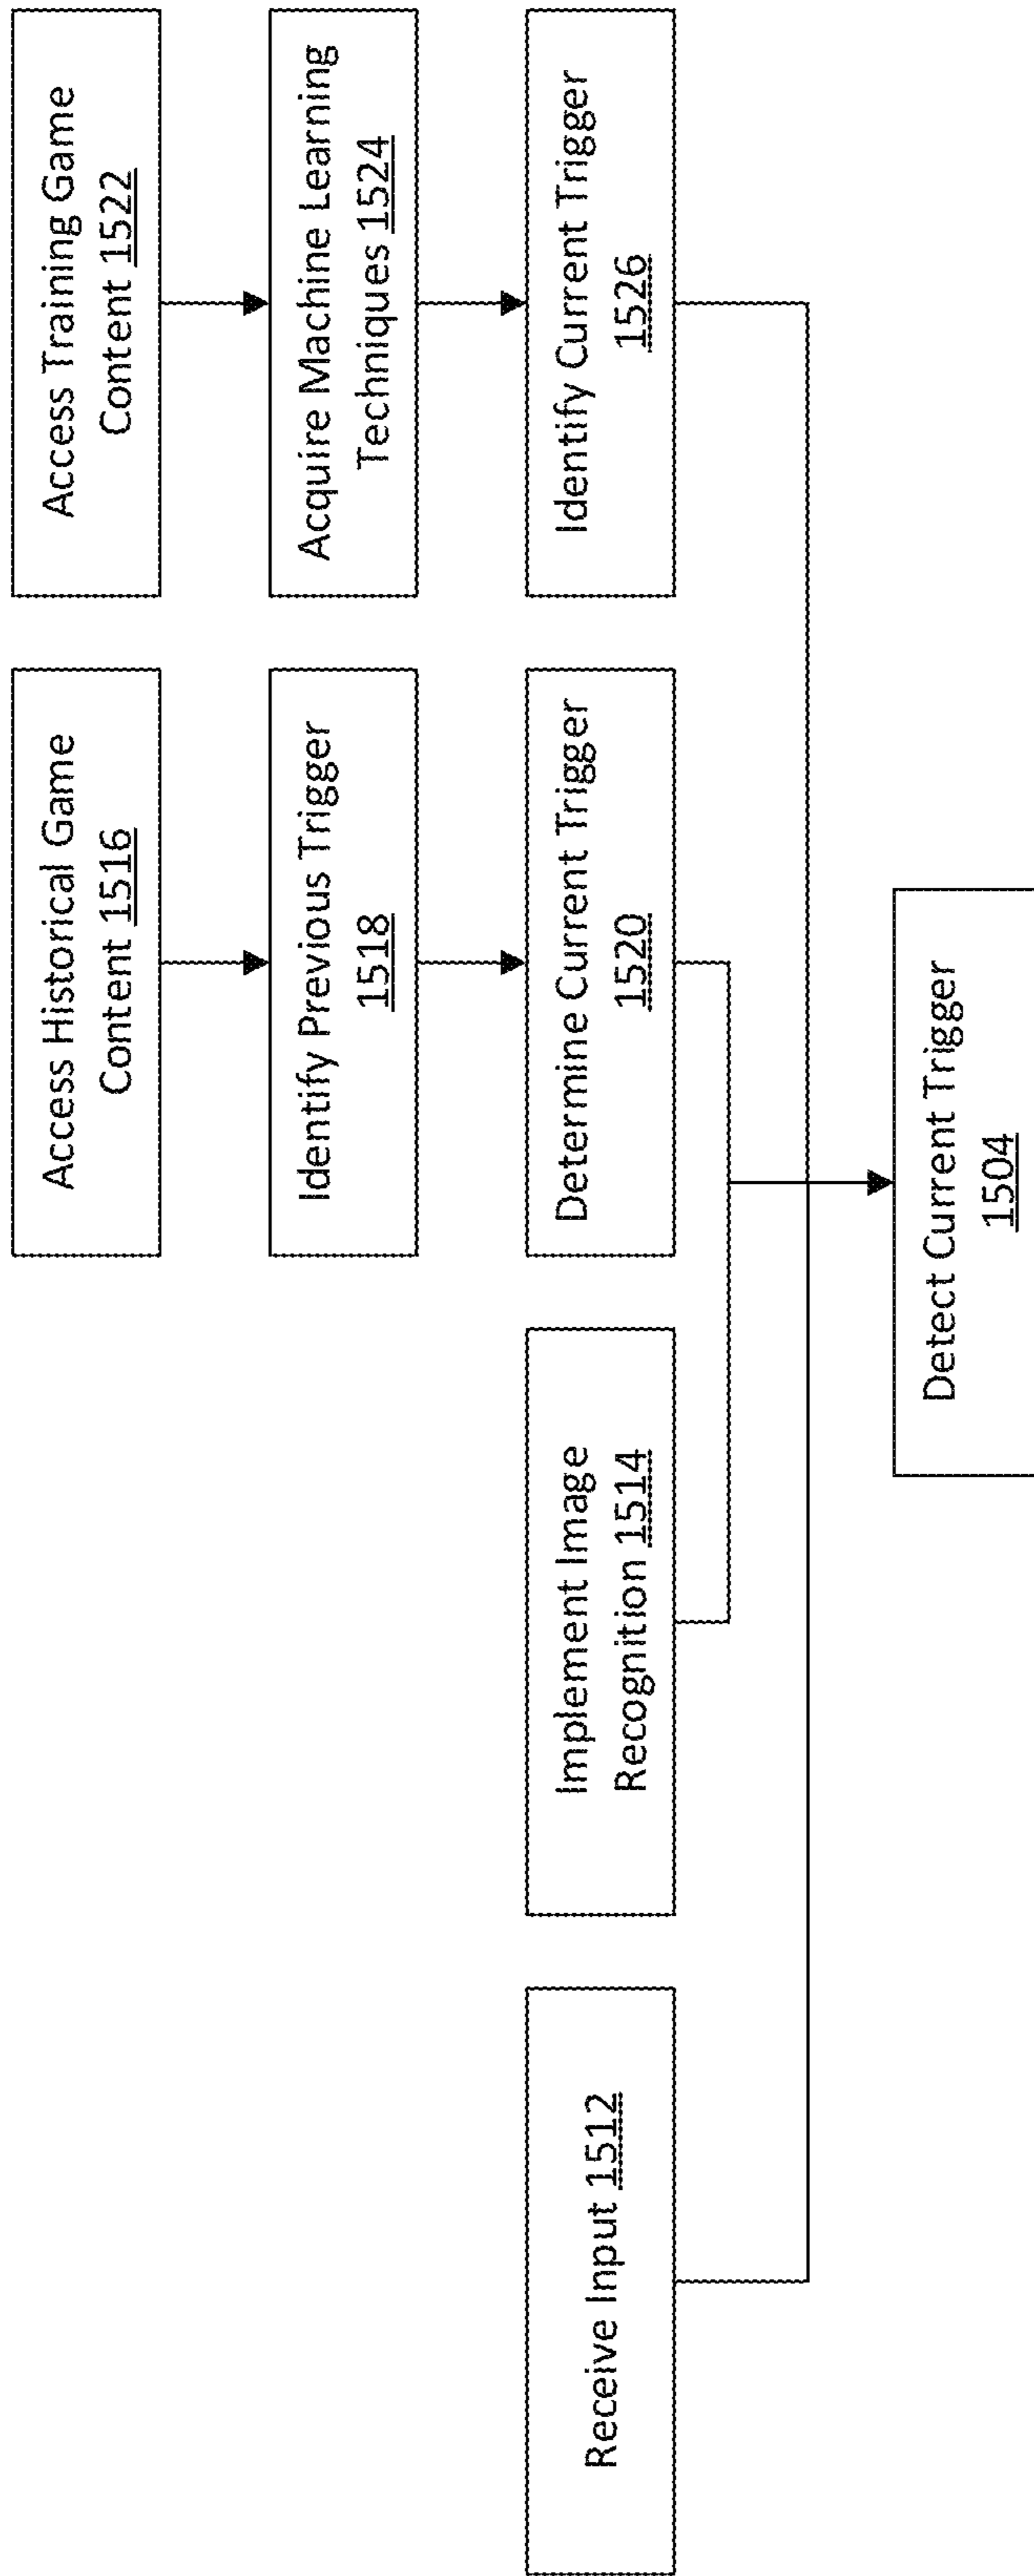 Access Historical Game
Content 1516
Access Training Game
Content 1522
Identify Previous Trigger
1518
Acquire Machine Learning
Techniques 1524
Receive Input 1512
Implement Image
Recognition 1514
Determine Current Trigger
1520
Identify Current Trigger
1526
Detect Current Trigger
1504